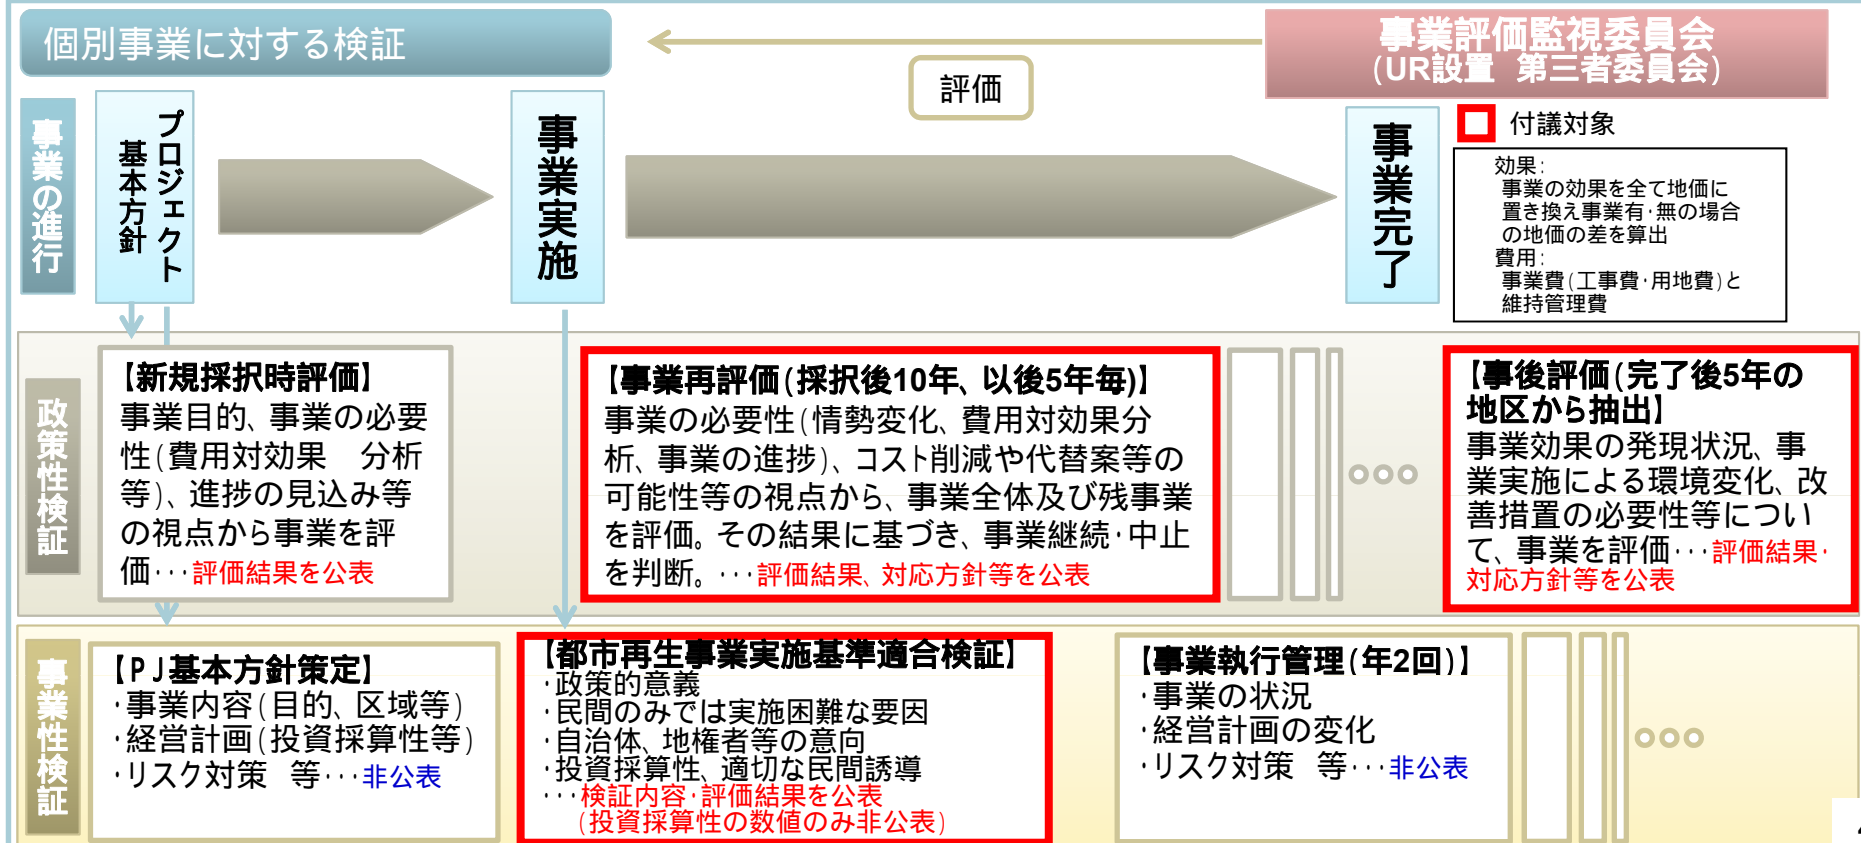 個別事業に対する検証
評価
事業評価監視委員会
(UR設置　第三者委員会)
事業の進行
プロジェクト
基本方針
事業実施
事業完了
付議対象
効果:
事業の効果を全て地価に
置き換え事業有・無の場合
の地価の差を算出
費用:
事業費(工事費・用地費)と
維持管理費
政策性検証
【新規採択時評価】
事業目的、事業の必要
性(費用対効果　分析
等)、進捗の見込み等
の視点から事業を評
価・・・評価結果を公表
【事業再評価(採択後10年、以後5年毎)】
事業の必要性(情勢変化、費用対効果分
析、事業の進捗)、コスト削減や代替案等の
可能性等の視点から、事業全体及び残事業
を評価。その結果に基づき、事業継続・中止
を判断。・・・評価結果、対応方針等を公表
【事後評価(完了後5年の
地区から抽出】
事業効果の発現状況、事
業実施による環境変化、改
善措置の必要性等につい
て、事業を評価・・・評価結果・
対応方針等を公表
事業性検証
【PJ基本方針策定】
・事業内容(目的、区域等)
・経営計画(投資採算性等)
・リスク対策　等・・・非公表
【都市再生事業実施基準適合検証】
・政策的意義
・民間のみでは実施困難な要因
・自治体、地権者等の意向
・投資採算性、適切な民間誘導
・・・検証内容・評価結果を公表
(投資採算性の数値のみ非公表)
【事業執行管理(年2回)】
・事業の状況
・経営計画の変化
・リスク対策　等・・・非公表